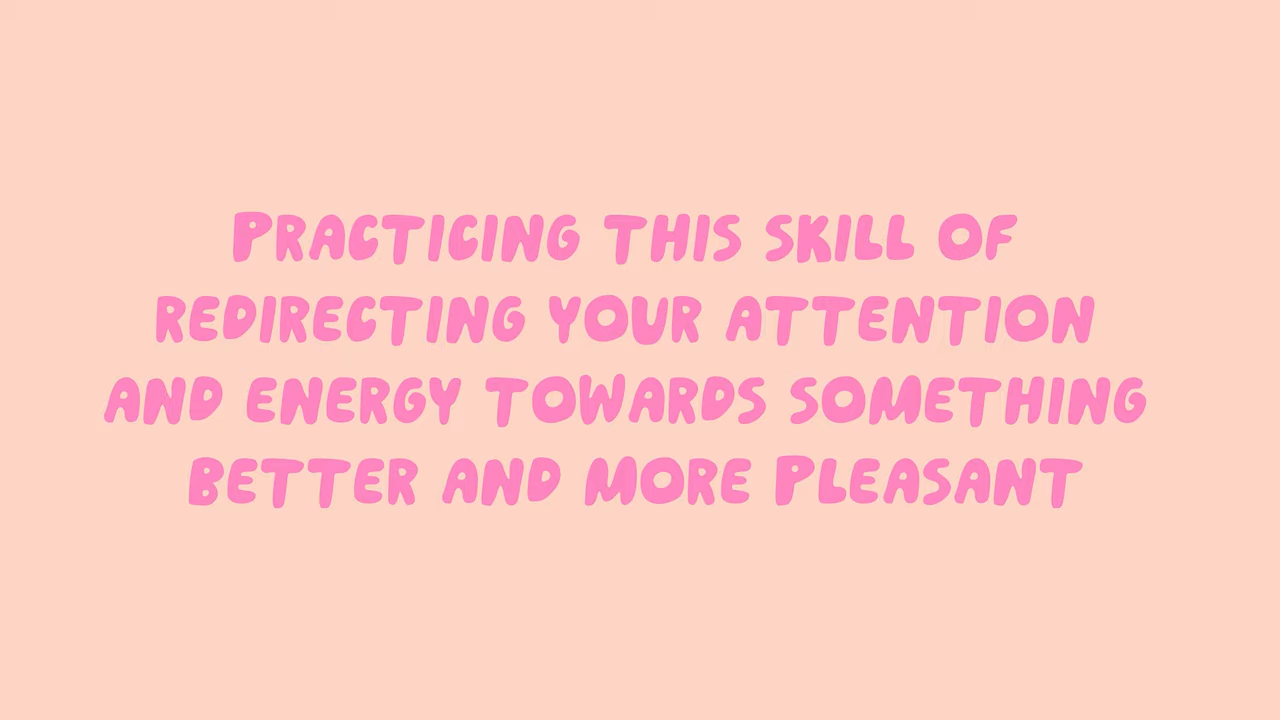 PRACTICING THIS SKILL OF
REDIRECTING YOUR ATTENTION
AND ENERGY TOWARDS SOMETHING
BETTER AND MORE PLEASANT